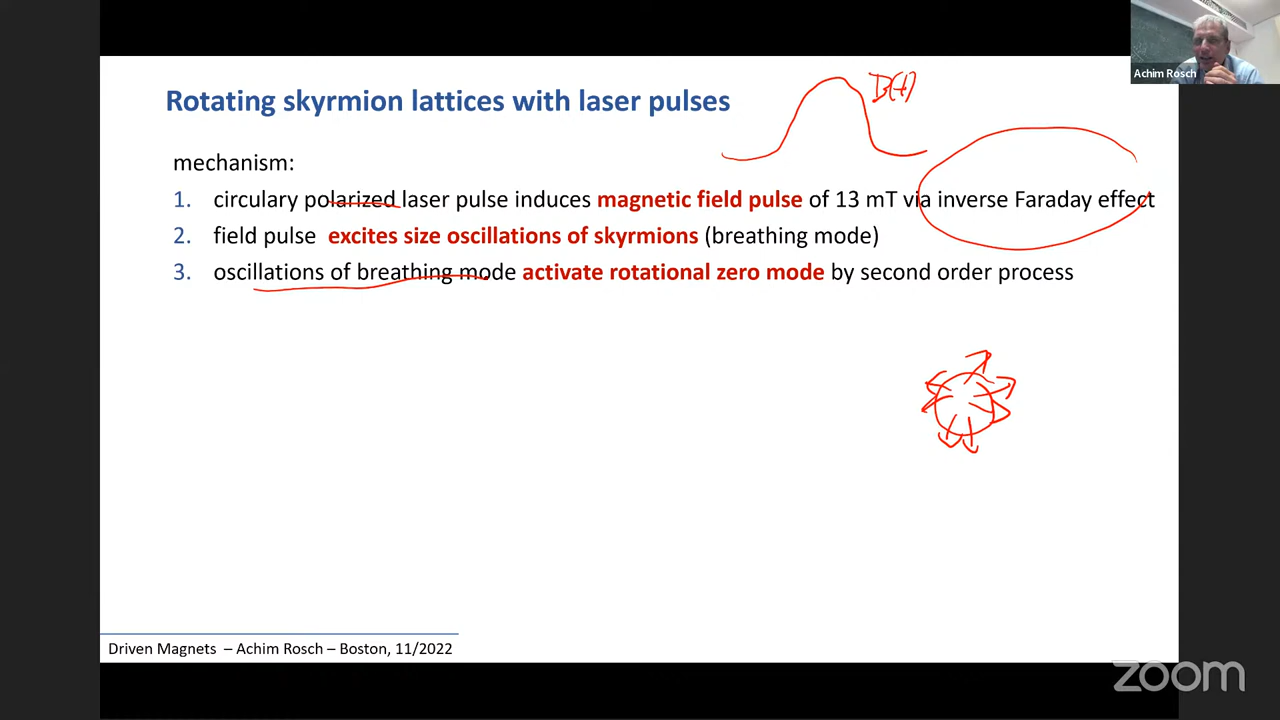 Achim Rosch
Rotating skyrmion lattices with laser pulses
B(t)
mechanism:
1. circulary polarized laser pulse induces magnetic field pulse of 13 mT via inverse Faraday effect
2. field pulse excites size oscillations of skyrmions (breathing mode)
3. oscillations of breathing mode activate rotational zero mode by second order process
Driven Magnets – Achim Rosch – Boston, 11/2022
zoom